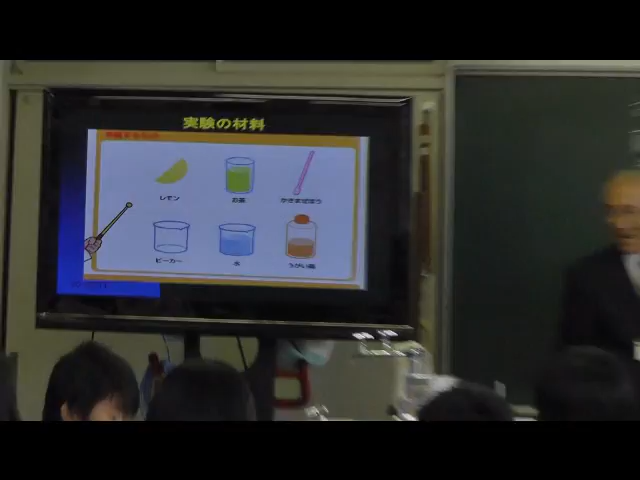 実験の材料
レモン
お茶
かきまぜぼう
ビーカー
水
うがい薬